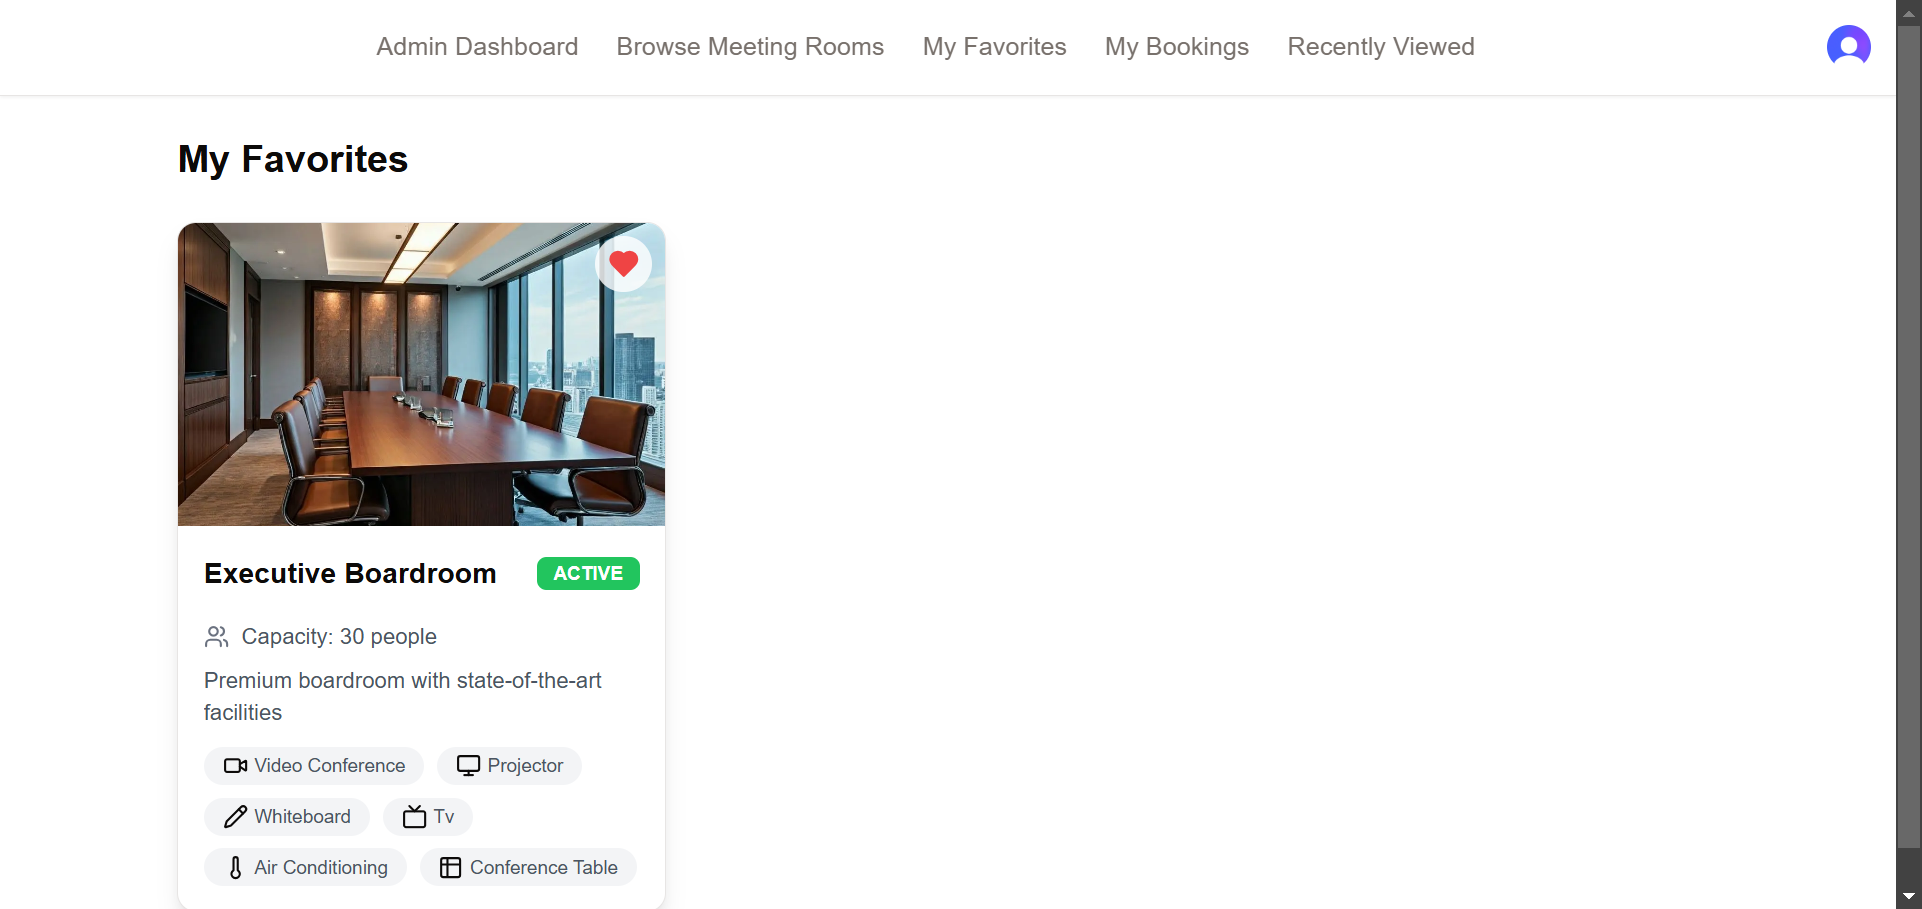 Admin Dashboard Browse Meeting Rooms My Favorites My Bookings Recently Viewed
My Favorites
Executive Boardroom ACTIVE
Capacity: 30 people
Premium boardroom with state-of-the-art
facilities
Video Conference Projector
Whiteboard Tv
Air Conditioning Conference Table